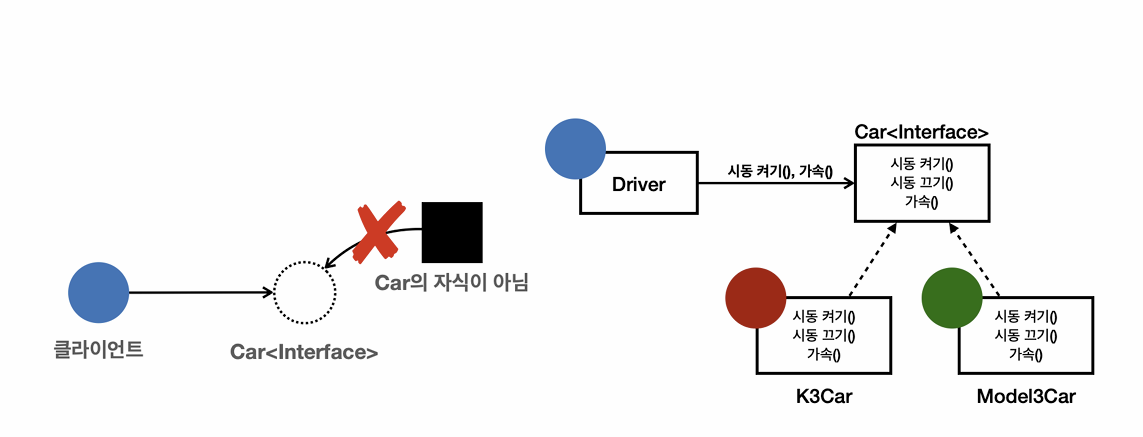 클라이언트
Car<Interface>
Car의 자식이 아님
Driver
시동 켜기(), 가속()
Car<Interface>
시동 켜기()
시동 끄기()
가속()
시동 켜기()
시동 끄기()
가속()
K3Car
시동 켜기()
시동 끄기()
가속()
Model3Car